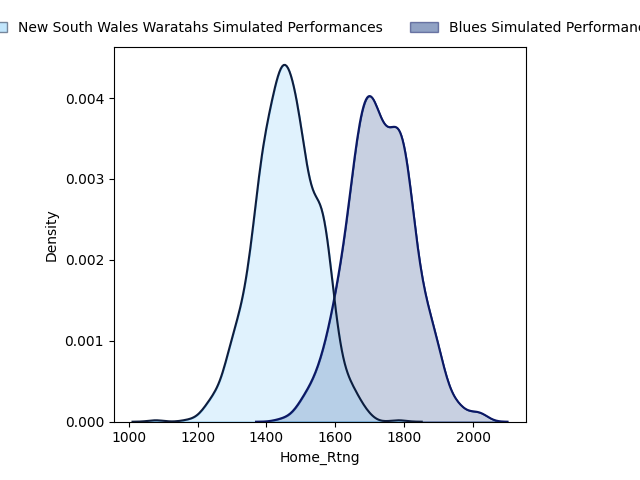 New South Wales Waratahs Simulated Performances
Blues Simulated
0.004
0.003
0.002
0.001
0.000
Density
1000 1200 1400 1600 1800 2000
Home_Rtng